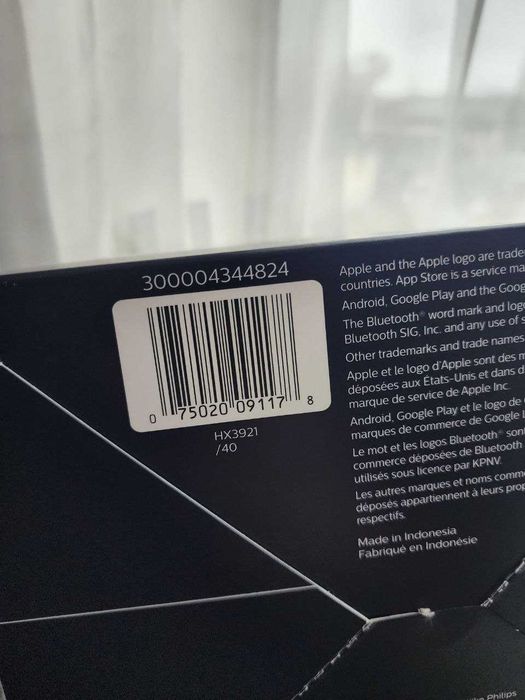 300004344824
0 75020 09117 8
HX3921
/40
Apple and the Apple logo are trade
countries. App Store is a service ma
Android, Google Play and the Goog
The Bluetooth® word mark and log
Bluetooth SIG, Inc. and any use of s
Other trademarks and trade names
Apple et le logo d'Apple sont des m
déposées aux États-Unis et dans d
marque de service de Apple Inc.
Android, Google Play et le logo de
marques de commerce de Google
Le mot et les logos Bluetooth® son
commerce déposées de Bluetooth
utilisés sous licence par KPNV.
Les autres marques et noms comm
déposés appartiennent à leurs prop
respectifs.
Made in Indonesia
Fabriqué en Indonésie
Philips